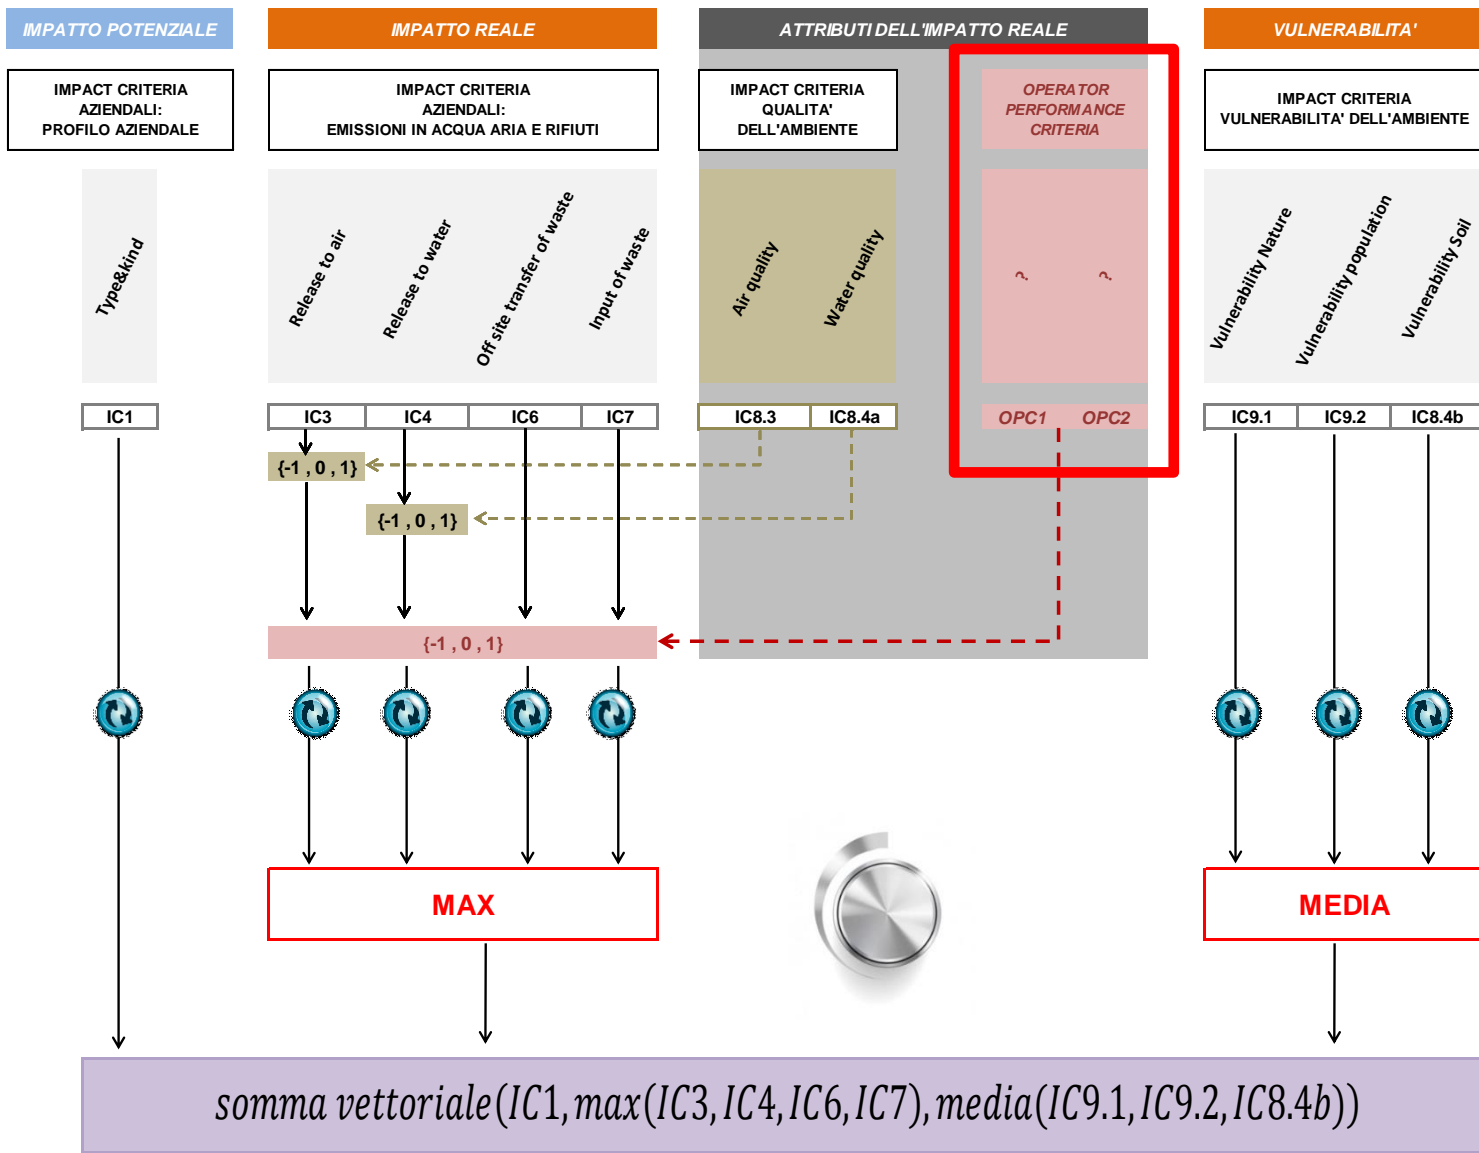 IMPATTO POTENZIALE
IMPATTO REALE
ATTRIBUTI DELL'IMPATTO REALE
VULNERABILITA'
IMPACT CRITERIA
AZIENDALI:
PROFILO AZIENDALE
IMPACT CRITERIA
AZIENDALI:
EMISSIONI IN ACQUA ARIA E RIFIUTI
IMPACT CRITERIA
QUALITA'
DELL'AMBIENTE
OPERATOR
PERFORMANCE
CRITERIA
IMPACT CRITERIA
VULNERABILITA' DELL'AMBIENTE
Type&kind
Release to air
Release to water
Off site transfer of waste
Input of waste
Air quality
Water quality
?
?
Vulnerability Nature
Vulnerability population
Vulnerability Soil
IC1
IC3
IC4
IC6
IC7
IC8.3
IC8.4a
OPC1
OPC2
IC9.1
IC9.2
IC8.4b
{-1 , 0 , 1}
{-1 , 0 , 1}
{-1 , 0 , 1}
MAX
MEDIA
somma vettoriale(IC1, max(IC3, IC4, IC6, IC7), media(IC9.1, IC9.2, IC8.4b))